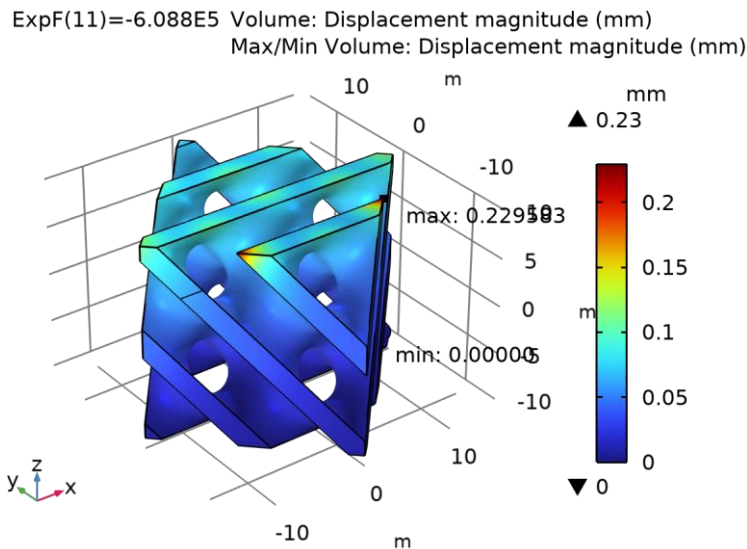 ExpF(11)=-6.088E5 Volume: Displacement magnitude (mm)
Max/Min Volume: Displacement magnitude (mm)
m
10
0
-10
mm
0.23
0.2
0.15
0.1
0.05
0
0
max: 0.229583
10
5
0
m
min: 0.00000
-5
-10
10
0
-10
m
z
y
x